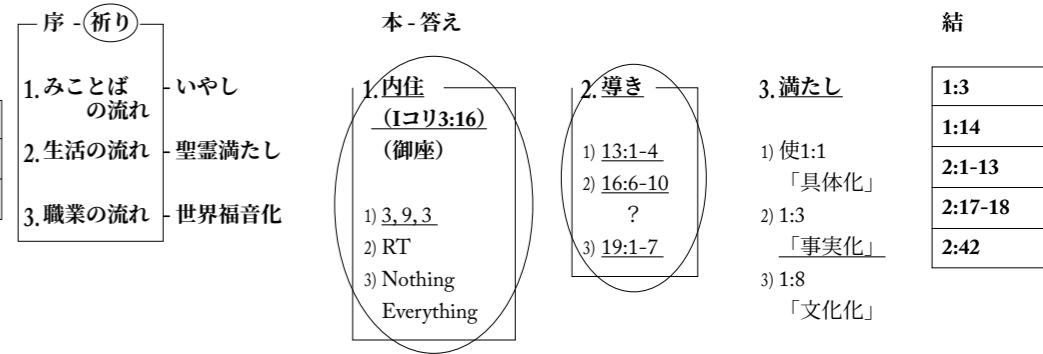 序 - 祈り
1. みことば
の流れ - いやし
2. 生活の流れ - 聖霊満たし
3. 職業の流れ - 世界福音化
本 - 答え
1. 内住
（Iコリ3:16）
（御座）
1) 3, 9, 3
2) RT
3) Nothing
Everything
2. 導き
1) 13:1-4
2) 16:6-10
?
3) 19:1-7
3. 満たし
1) 使1:1
「具体化」
2) 1:3
「事実化」
3) 1:8
「文化化」
結
1:3
1:14
2:1-13
2:17-18
2:42